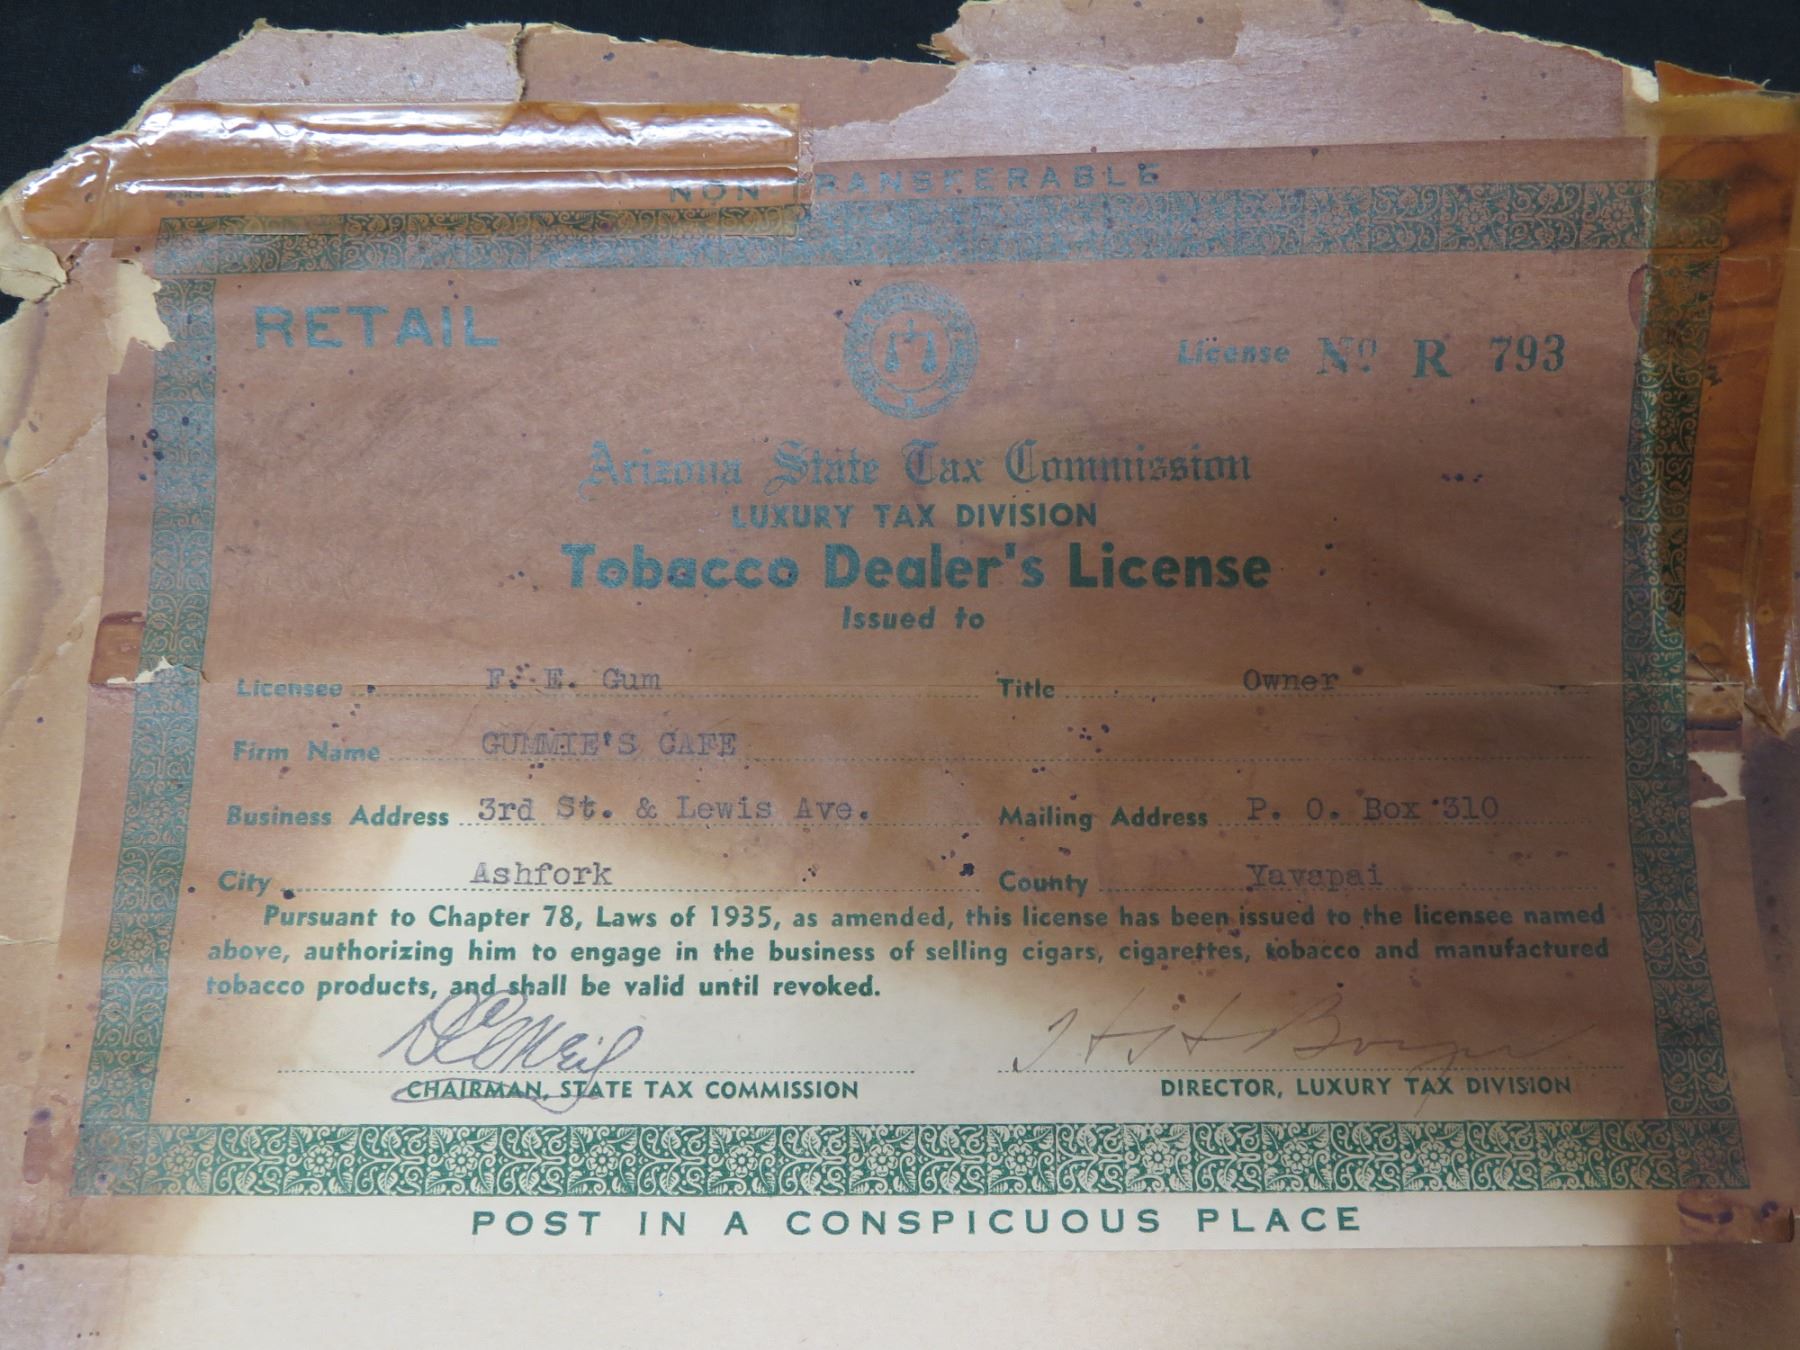 NON TRANSFERABLE
RETAIL
License No R 793
Arizona State Tax Commission
LUXURY TAX DIVISION
Tobacco Dealer's License
Issued to
Licensee F. E. Gum Title Owner
Firm Name GUMMIE'S CAFE
Business Address 3rd St. & Lewis Ave. Mailing Address P. O. Box 310
City Ashfork County Yavapai
Pursuant to Chapter 78, Laws of 1935, as amended, this license has been issued to the licensee named
above, authorizing him to engage in the business of selling cigars, cigarettes, tobacco and manufactured
tobacco products, and shall be valid until revoked.
CHAIRMAN, STATE TAX COMMISSION DIRECTOR, LUXURY TAX DIVISION
POST IN A CONSPICUOUS PLACE